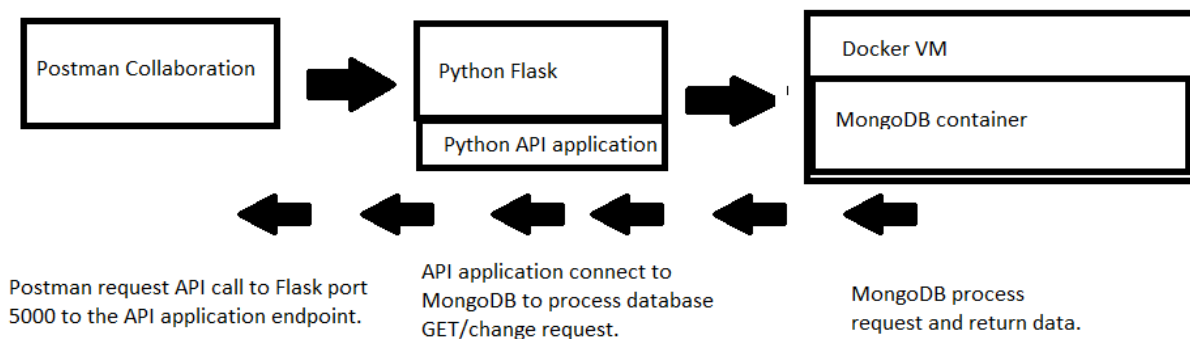 Postman Collaboration
Python Flask
Python API application
Docker VM
MongoDB container
Postman request API call to Flask port
5000 to the API application endpoint.
API application connect to
MongoDB to process database
GET/change request.
MongoDB process
request and return data.